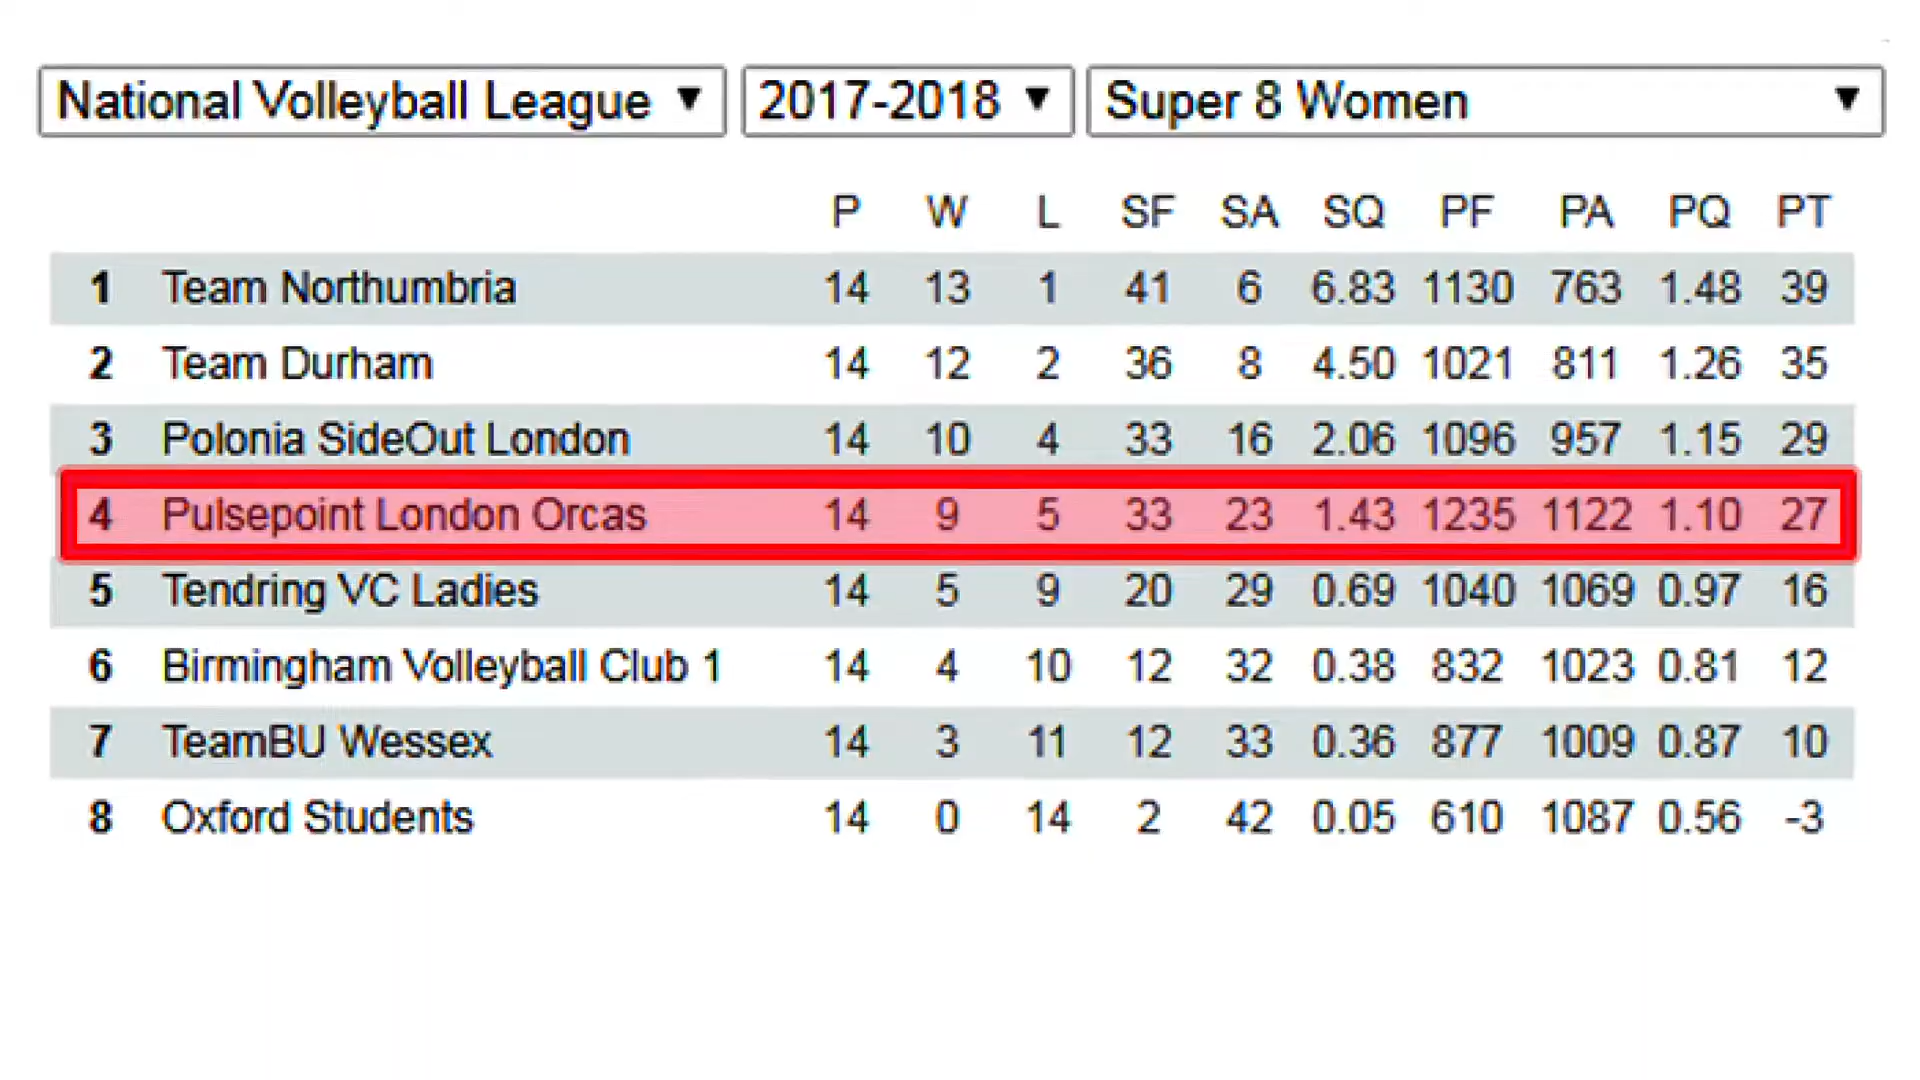 National Volleyball League ▼ 2017-2018 ▼ Super 8 Women ▼
P W L SF SA SQ PF PA PQ PT
1 Team Northumbria 14 13 1 41 6 6.83 1130 763 1.48 39
2 Team Durham 14 12 2 36 8 4.50 1021 811 1.26 35
3 Polonia SideOut London 14 10 4 33 16 2.06 1096 957 1.15 29
4 Pulsepoint London Orcas 14 9 5 33 23 1.43 1235 1122 1.10 27
5 Tendring VC Ladies 14 5 9 20 29 0.69 1040 1069 0.97 16
6 Birmingham Volleyball Club 1 14 4 10 12 32 0.38 832 1023 0.81 12
7 TeamBU Wessex 14 3 11 12 33 0.36 877 1009 0.87 10
8 Oxford Students 14 0 14 2 42 0.05 610 1087 0.56 -3